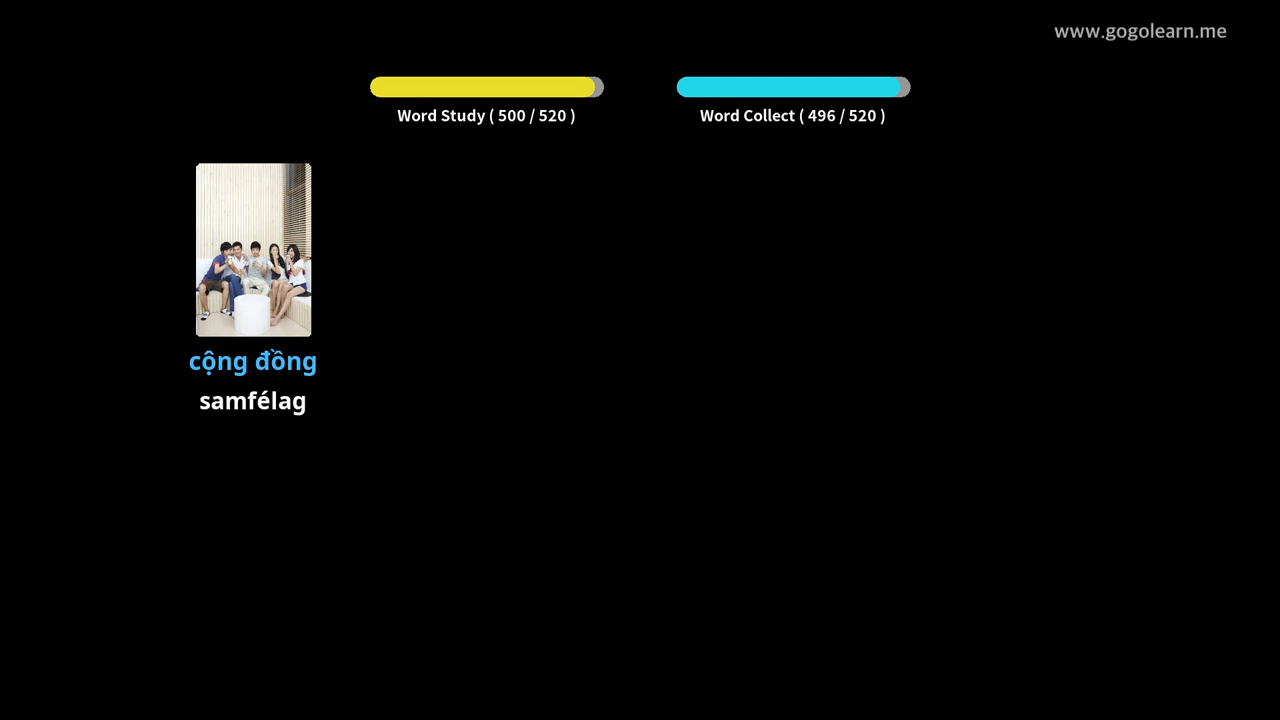 www.gogolearn.me
Word Study ( 500 / 520 )
Word Collect ( 496 / 520 )
cộng đồng
samfélag